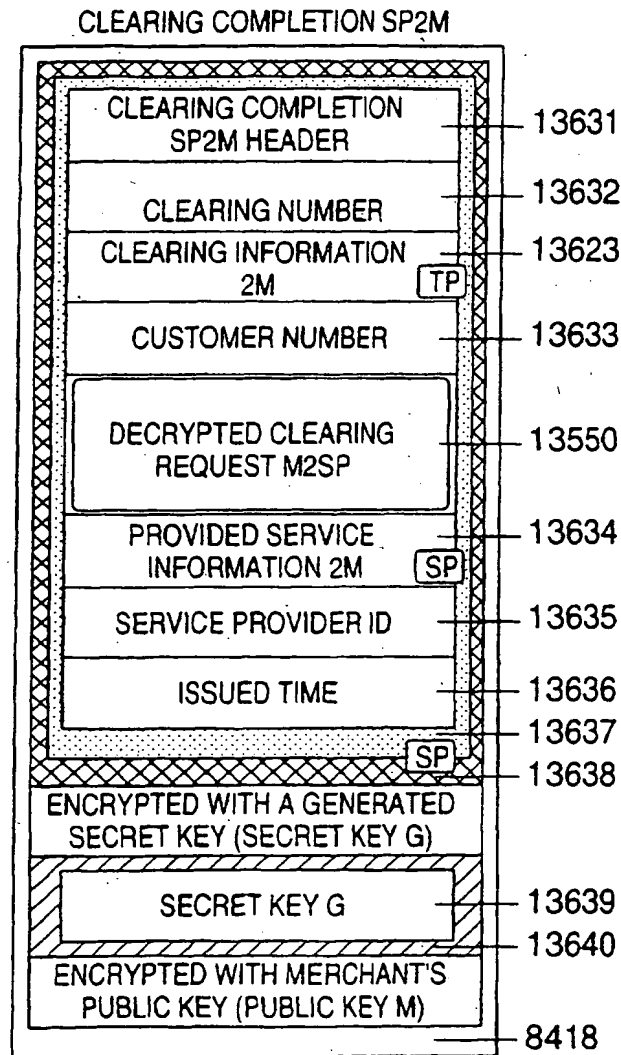 CLEARING COMPLETION SP2M
CLEARING COMPLETION
SP2M HEADER
13631
CLEARING NUMBER
13632
CLEARING INFORMATION
2M
TP
13623
CUSTOMER NUMBER
13633
DECRYPTED CLEARING
REQUEST M2SP
13550
PROVIDED SERVICE
INFORMATION 2M
SP
13634
SERVICE PROVIDER ID
13635
ISSUED TIME
13636
13637
SP
13638
ENCRYPTED WITH A GENERATED
SECRET KEY (SECRET KEY G)
SECRET KEY G
13639
13640
ENCRYPTED WITH MERCHANT'S
PUBLIC KEY (PUBLIC KEY M)
8418